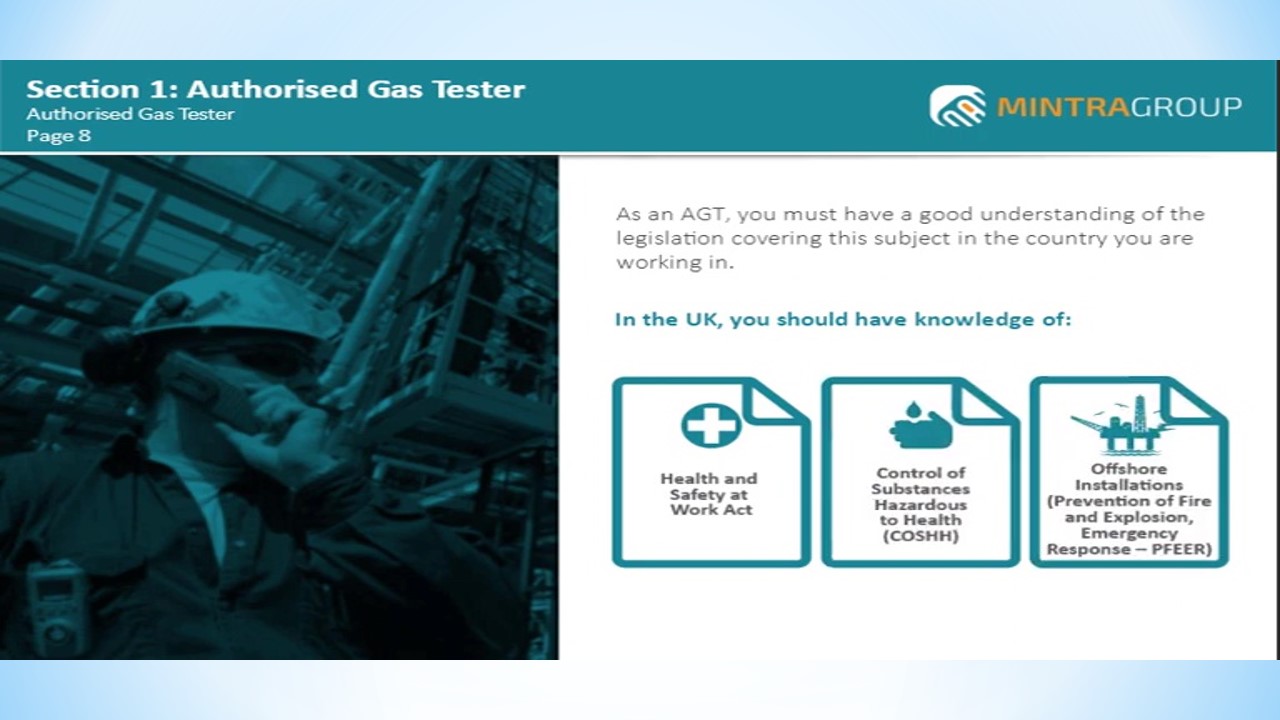 Section 1: Authorised Gas Tester
Authorised Gas Tester
Page 8
MINTRAGROUP
As an AGT, you must have a good understanding of the
legislation covering this subject in the country you are
working in.
In the UK, you should have knowledge of:
Health and
Safety at
Work Act
Control of
Substances
Hazardous
to Health
(COSHH)
Offshore
Installations
(Prevention of Fire
and Explosion,
Emergency
Response – PFEER)